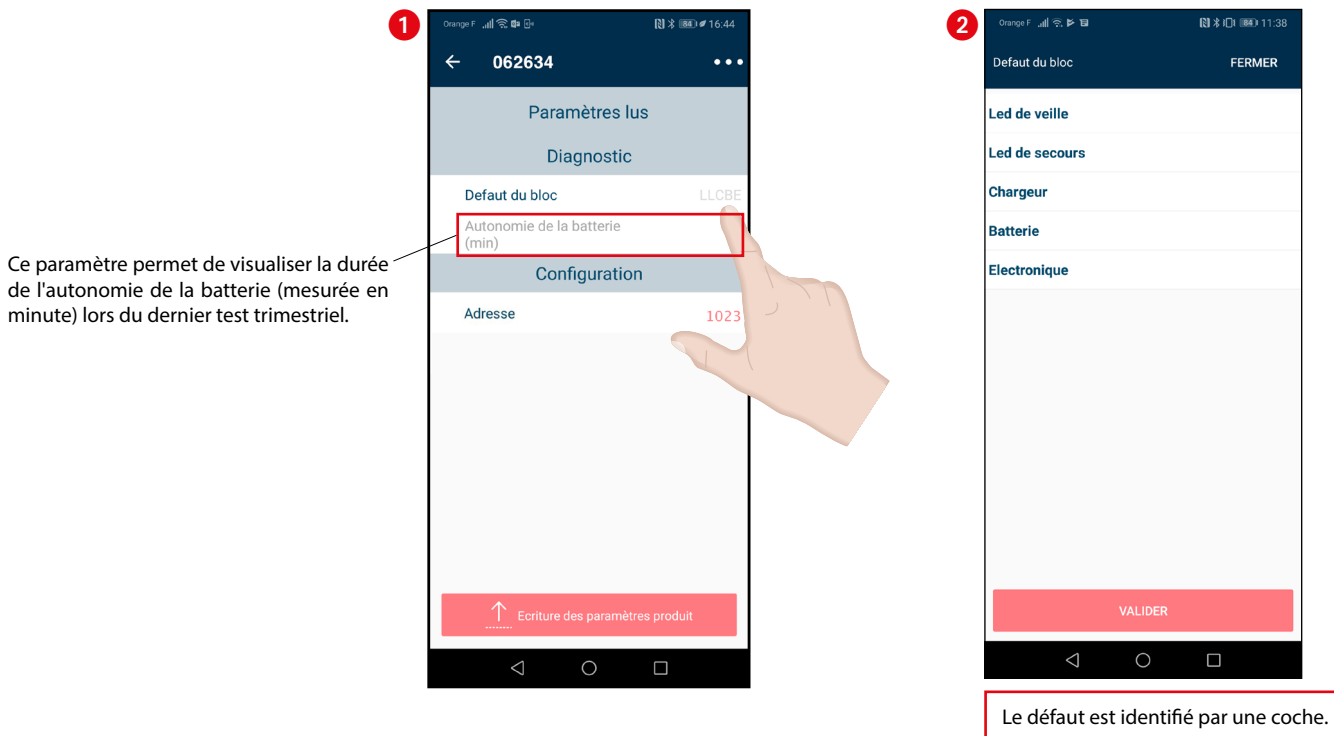 1
Orange F 16:44
84
062634
Paramètres lus
Diagnostic
Defaut du bloc LLCBE
Autonomie de la batterie
(min)
Configuration
Adresse 1023
Ecriture des paramètres produit
Ce paramètre permet de visualiser la durée
de l'autonomie de la batterie (mesurée en
minute) lors du dernier test trimestriel.
2
Orange F 84 11:38
Defaut du bloc FERMER
Led de veille
Led de secours
Chargeur
Batterie
Electronique
VALIDER
Le défaut est identifié par une coche.